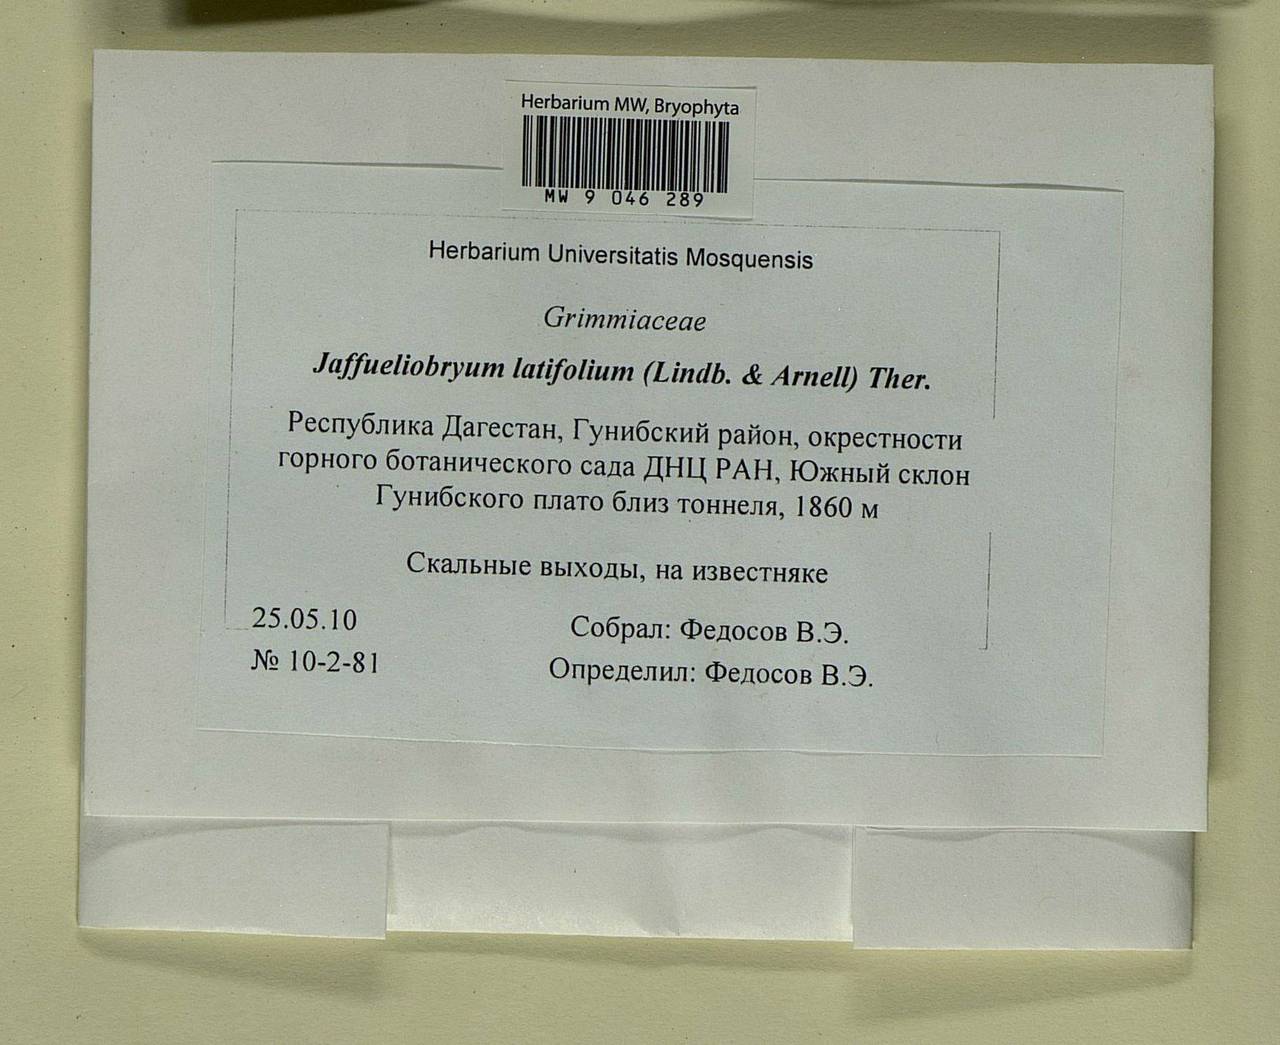 Herbarium MW, Bryophyta
MW 9 046 289
Herbarium Universitatis Mosquensis
Grimmiaceae
Jaffueliobryum latifolium (Lindb. & Arnell) Ther.
Республика Дагестан, Гунибский район, окрестности
горного ботанического сада ДНЦ РАН, Южный склон
Гунибского плато близ тоннеля, 1860 м
Скальные выходы, на известняке
25.05.10
Собрал: Федосов В.Э.
№ 10-2-81
Определил: Федосов В.Э.